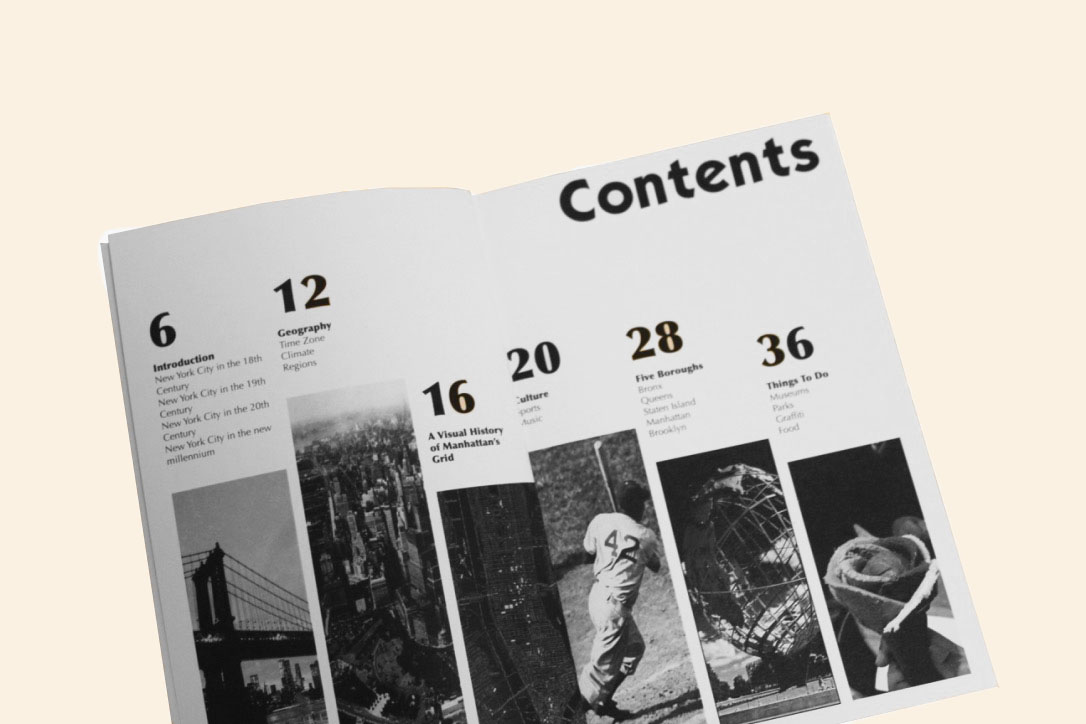 Contents
6
Introduction
New York City in the 18th
Century
New York City in the 19th
Century
New York City in the 20th
Century
New York City in the new
millennium
12
Geography
Time Zone
Climate
Regions
16
A Visual History
of Manhattan's
Grid
20
Culture
Sports
Music
28
Five Boroughs
Bronx
Queens
Staten Island
Manhattan
Brooklyn
36
Things To Do
Museums
Parks
Graffiti
Food
42